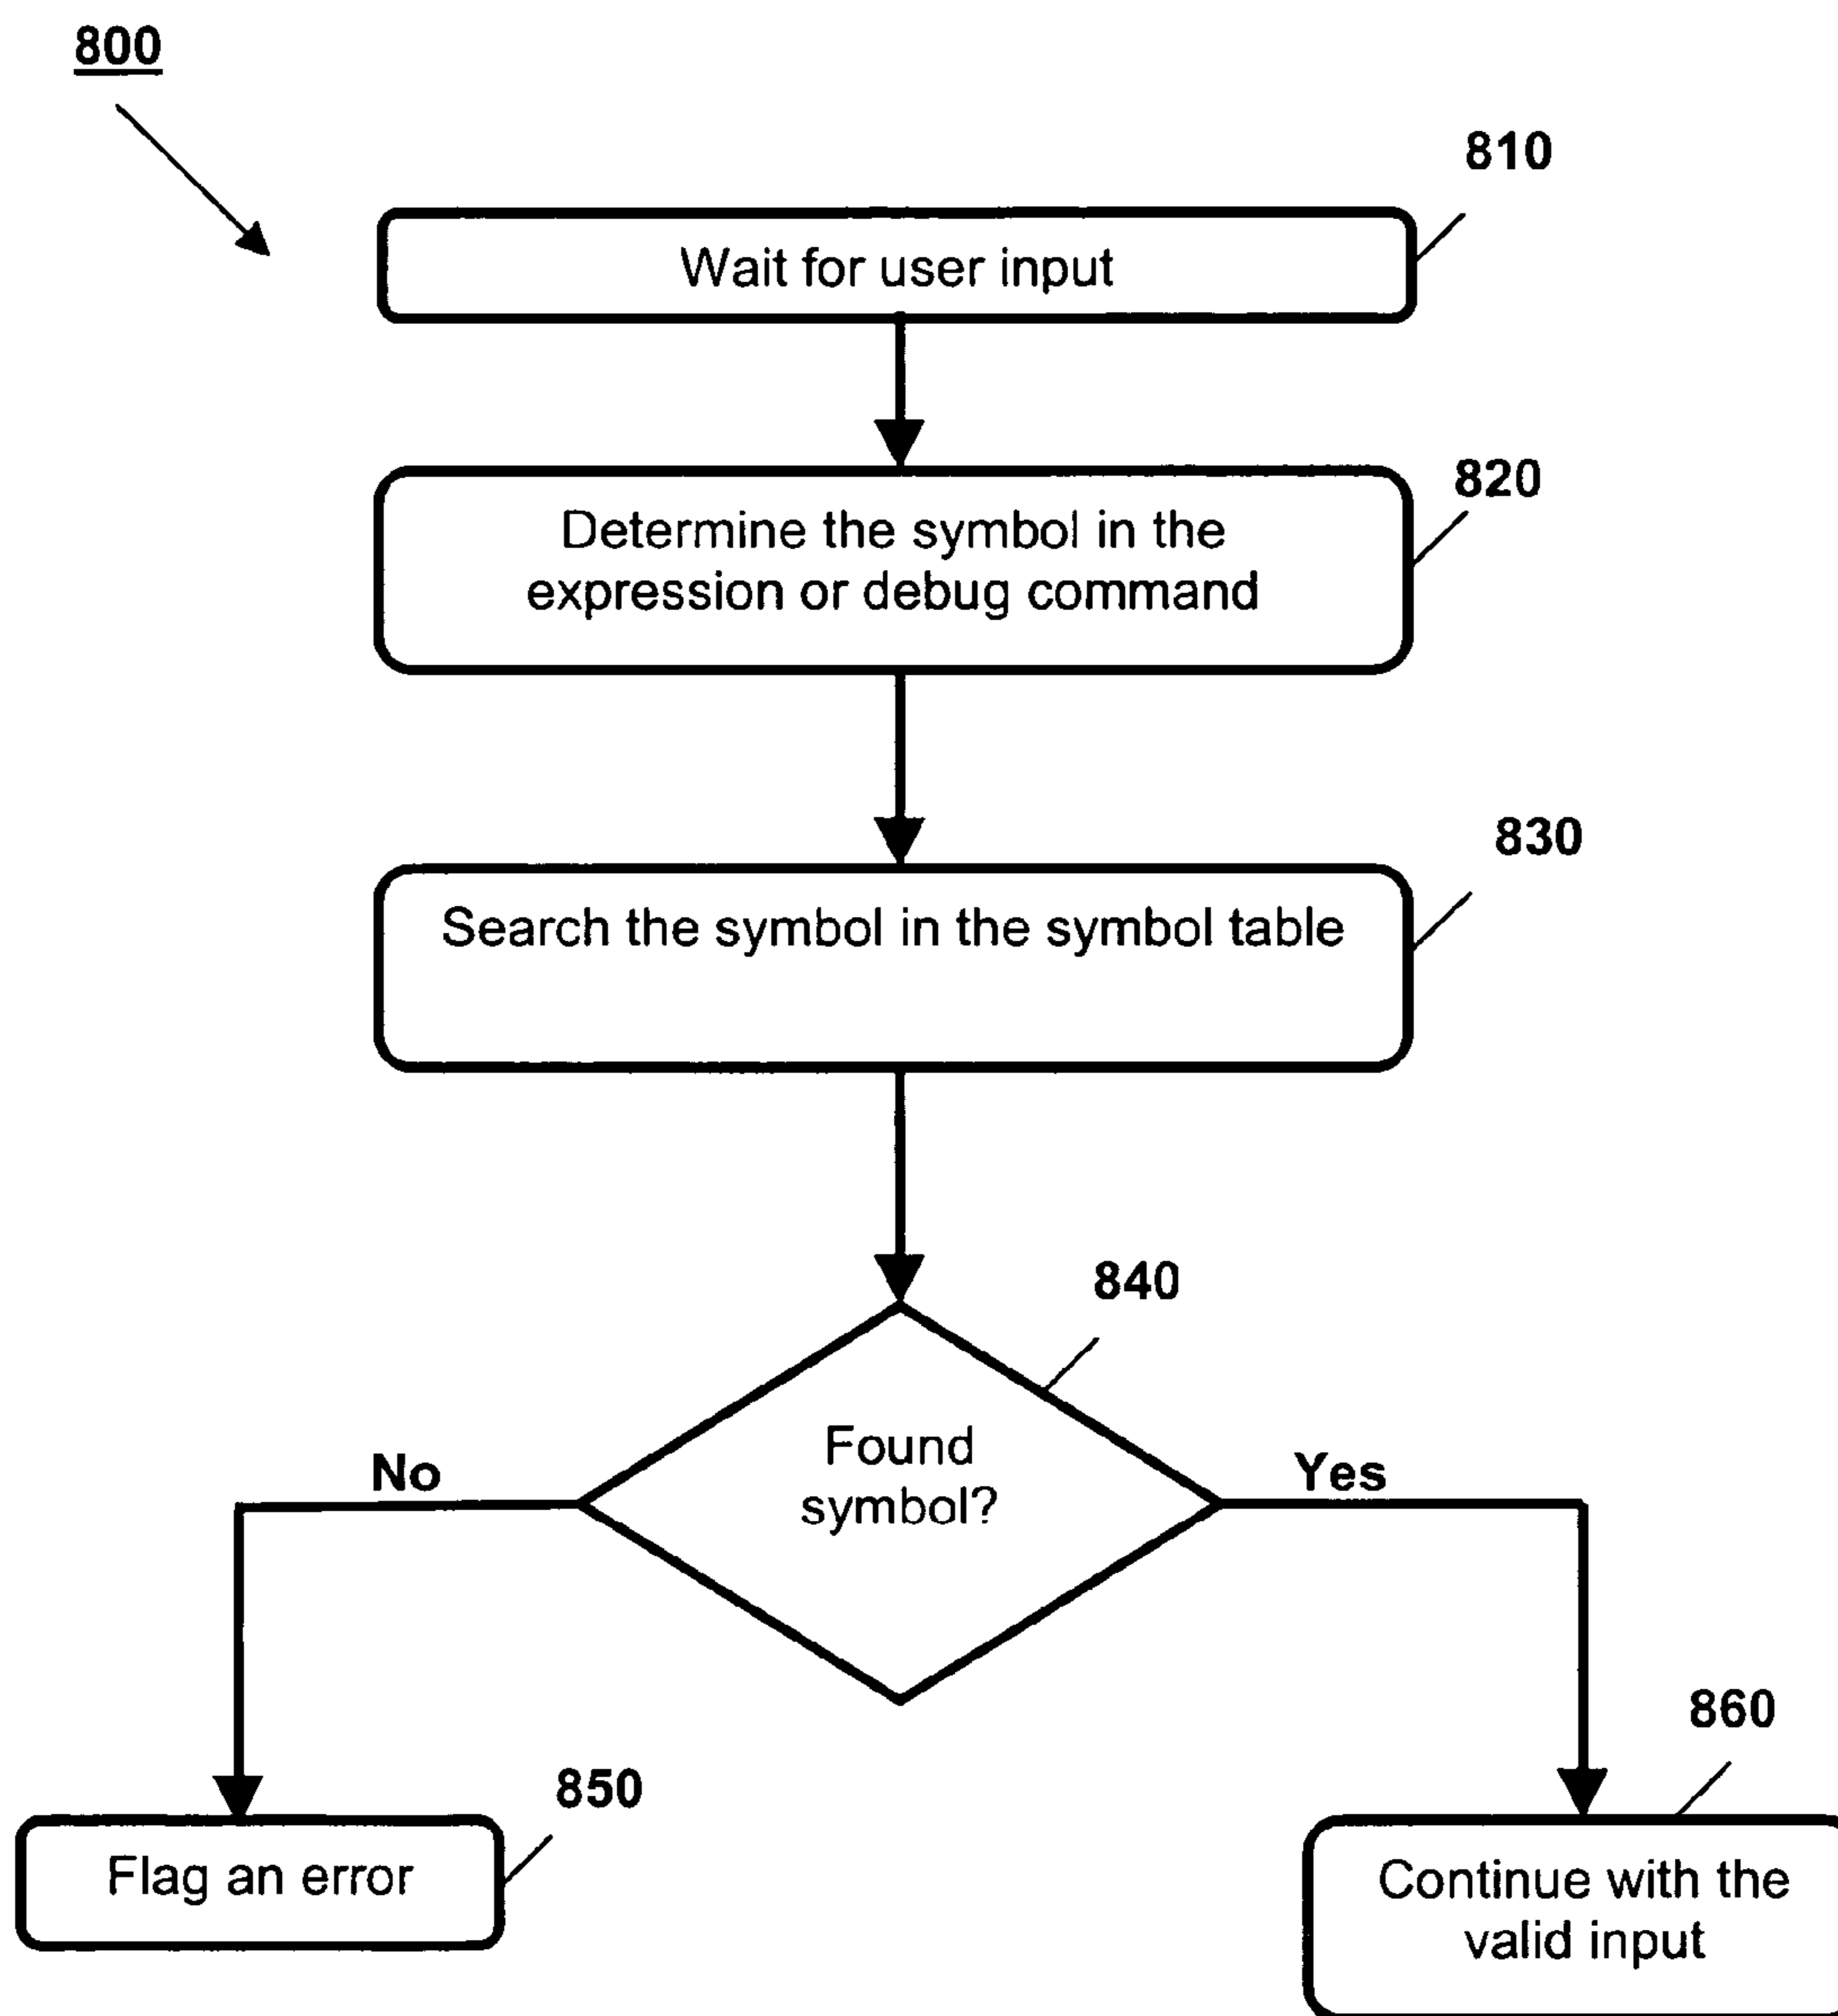 800
810
Wait for user input
820
Determine the symbol in the
expression or debug command
830
Search the symbol in the symbol table
840
Found
symbol?
No
Yes
850
Flag an error
860
Continue with the
valid input